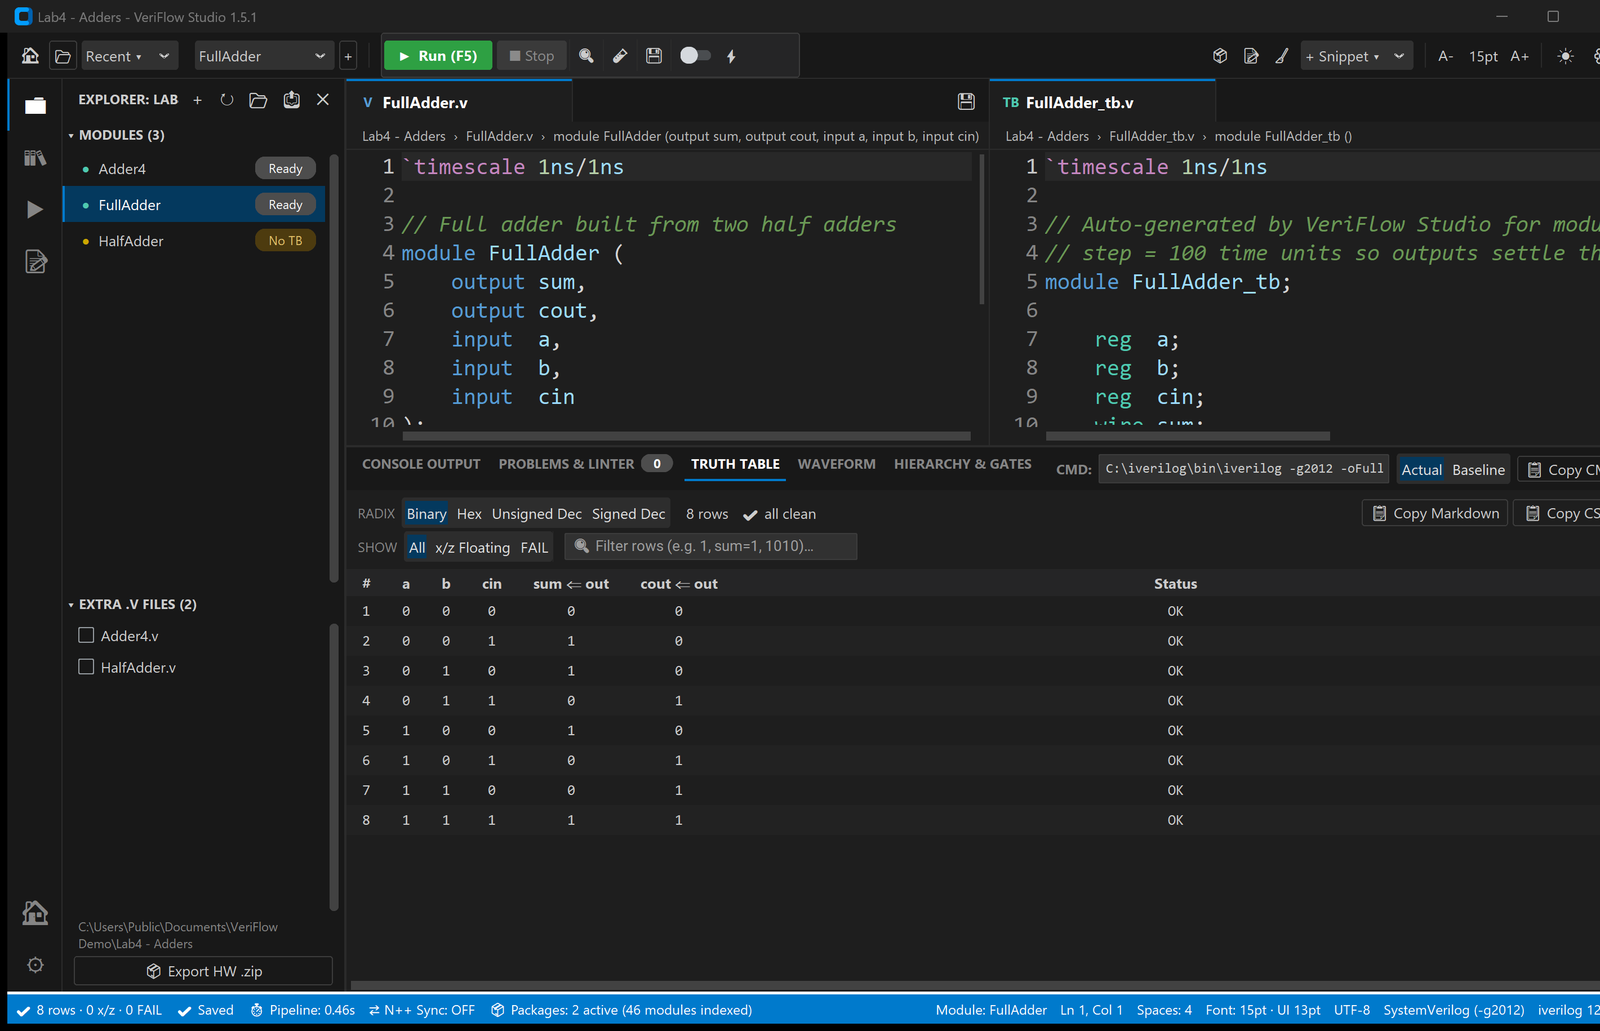 Lab4 - Adders - VeriFlow Studio 1.5.1
Recent ▾
FullAdder
+
Run (F5)
Stop
+ Snippet ▾
A- 15pt A+
EXPLORER: LAB
MODULES (3)
Adder4 Ready
FullAdder Ready
HalfAdder No TB
EXTRA .V FILES (2)
Adder4.v
HalfAdder.v
C:\Users\Public\Documents\VeriFlow
Demo\Lab4 - Adders
Export HW .zip
V FullAdder.v
Lab4 - Adders › FullAdder.v › module FullAdder (output sum, output cout, input a, input b, input cin)
1 `timescale 1ns/1ns
2
3 // Full adder built from two half adders
4 module FullAdder (
5 output sum,
6 output cout,
7 input a,
8 input b,
9 input cin
10 );
TB FullAdder_tb.v
Lab4 - Adders › FullAdder_tb.v › module FullAdder_tb ()
1 `timescale 1ns/1ns
2
3 // Auto-generated by VeriFlow Studio for modu
4 // step = 100 time units so outputs settle th
5 module FullAdder_tb;
6
7 reg a;
8 reg b;
9 reg cin;
10 wire sum;
CONSOLE OUTPUT PROBLEMS & LINTER 0 TRUTH TABLE WAVEFORM HIERARCHY & GATES CMD: C:\iverilog\bin\iverilog -g2012 -oFull Actual Baseline Copy CM
RADIX Binary Hex Unsigned Dec Signed Dec 8 rows all clean Copy Markdown Copy CS
SHOW All x/z Floating FAIL Filter rows (e.g. 1, sum=1, 1010)...
# a b cin sum ⇐ out cout ⇐ out Status
1 0 0 0 0 0 OK
2 0 0 1 1 0 OK
3 0 1 0 1 0 OK
4 0 1 1 0 1 OK
5 1 0 0 1 0 OK
6 1 0 1 0 1 OK
7 1 1 0 0 1 OK
8 1 1 1 1 1 OK
8 rows · 0 x/z · 0 FAIL Saved Pipeline: 0.46s N++ Sync: OFF Packages: 2 active (46 modules indexed) Module: FullAdder Ln 1, Col 1 Spaces: 4 Font: 15pt · UI 13pt UTF-8 SystemVerilog (-g2012) iverilog 12